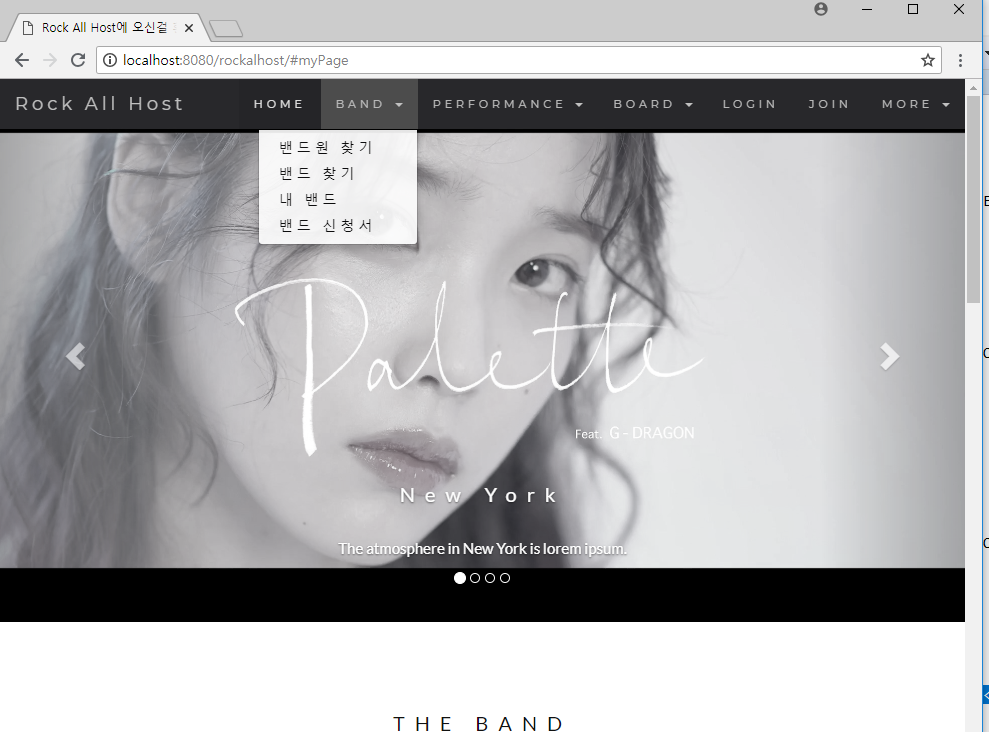 Rock All Host에 오신걸
localhost:8080/rockallhost/#myPage
Rock All Host HOME BAND PERFORMANCE BOARD LOGIN JOIN MORE
밴드원 찾기
밴드 찾기
내 밴드
밴드 신청서
Palette
Feat. G-DRAGON
New York
The atmosphere in New York is lorem ipsum.
THE BAND